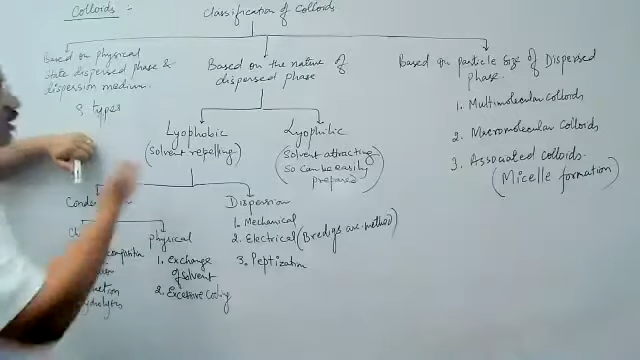 Colloids :-
Classification of Colloids.
Based on physical
state dispersed phase &
dispersion medium.
8 types
Based on the nature of
dispersed phase
Lyophobic
(Solvent repelling)
Lyophilic
(Solvent attracting
So can be easily
prepared)
Dispersion
1. Mechanical
2. Electrical (Bredigs arc method)
3. Peptization
Physical
1. Exchange
of solvent
2. Excessive Cooling
Based on particle size of Dispersed
phase.
1. Multimolecular colloids
2. Macromolecular Colloids
3. Associated colloids.
(Micelle formation)